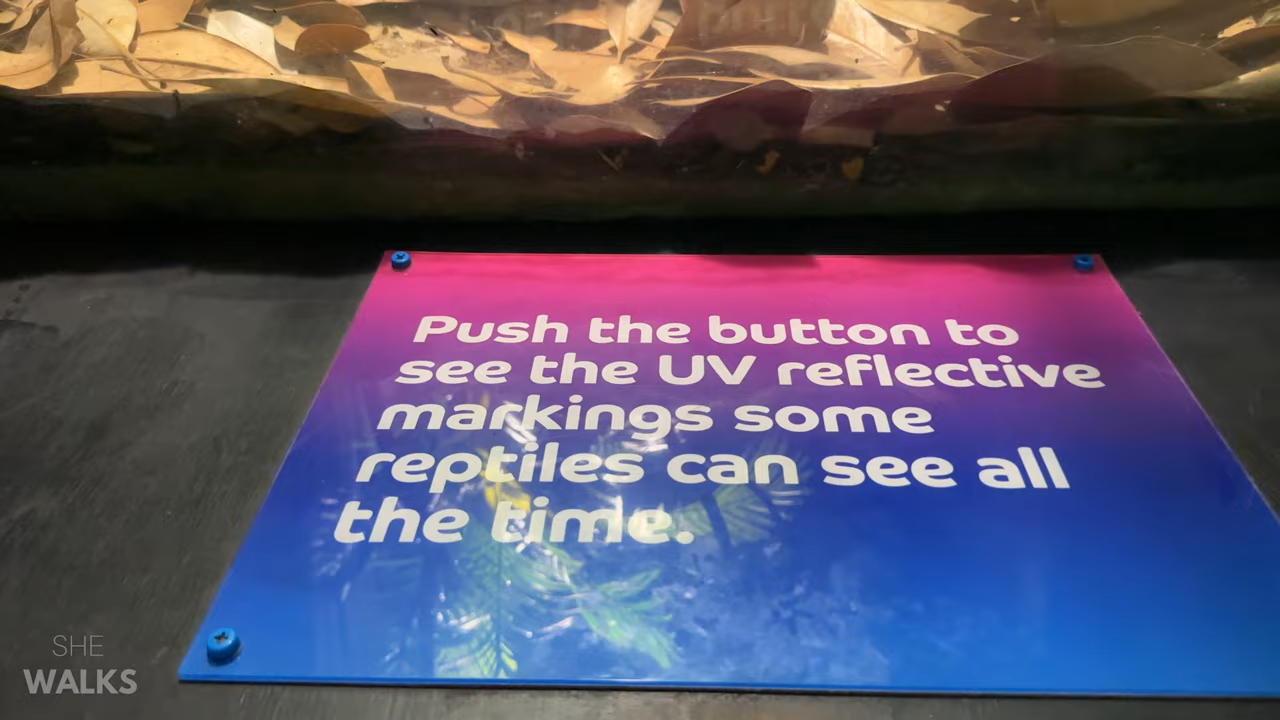 Push the button to
see the UV reflective
markings some
reptiles can see all
the time.
SHE
WALKS